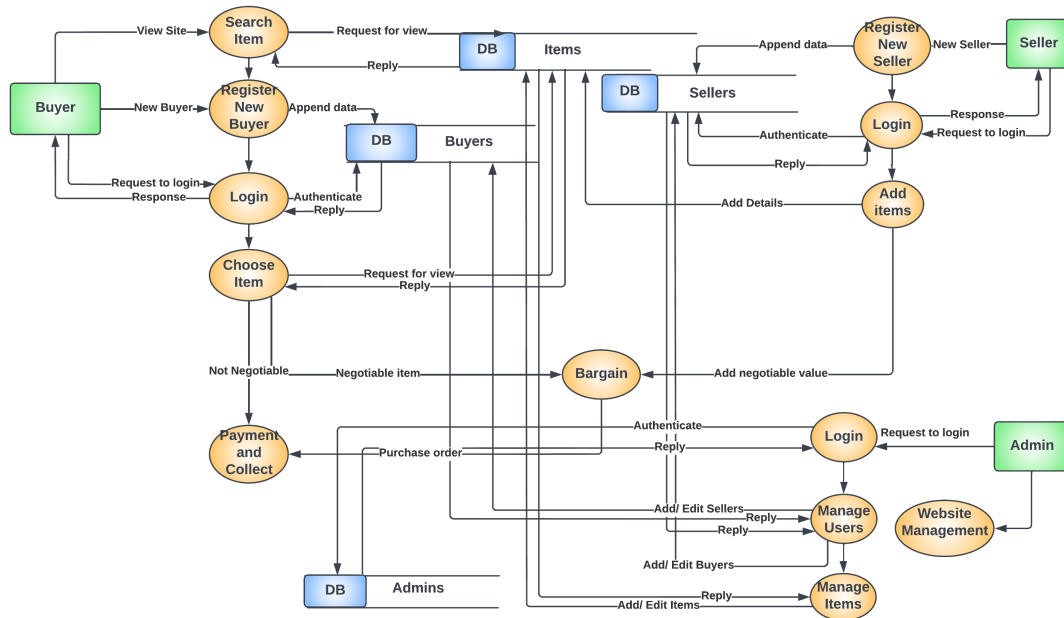 Search
Item
View Site
Request for view
DB
Items
Reply
Append data
Register
New
Seller
New Seller
Seller
Buyer
New Buyer
Register
New
Buyer
Append data
DB
Buyers
DB
Sellers
Response
Login
Request to login
Authenticate
Reply
Request to login
Response
Login
Authenticate
Reply
Add Details
Add
items
Choose
Item
Request for view
Reply
Not Negotiable
Negotiable item
Bargain
Add negotiable value
Payment
and
Collect
Purchase order
Authenticate
Reply
Login
Request to login
Admin
Add/ Edit Sellers
Reply
Reply
Manage
Users
Website
Management
Add/ Edit Buyers
DB
Admins
Reply
Add/ Edit Items
Manage
Items